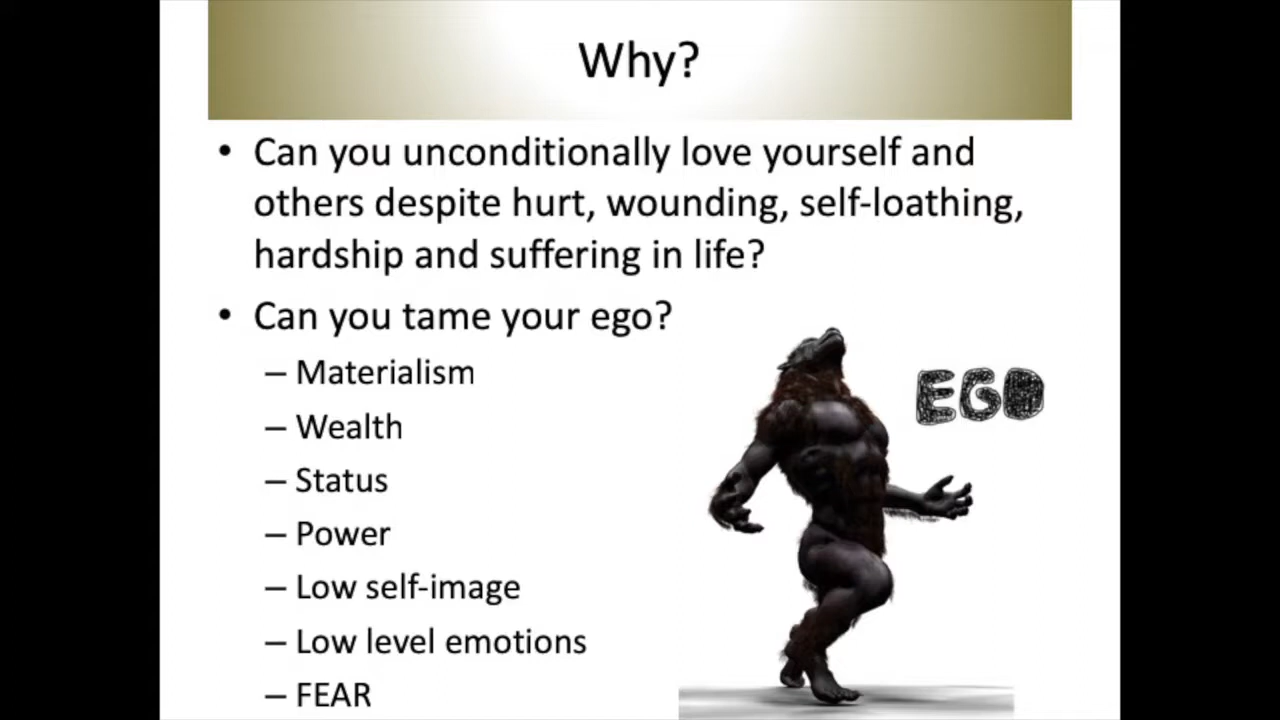 Why?
• Can you unconditionally love yourself and
others despite hurt, wounding, self-loathing,
hardship and suffering in life?
• Can you tame your ego?
– Materialism
– Wealth
– Status
– Power
– Low self-image
– Low level emotions
– FEAR
EGO